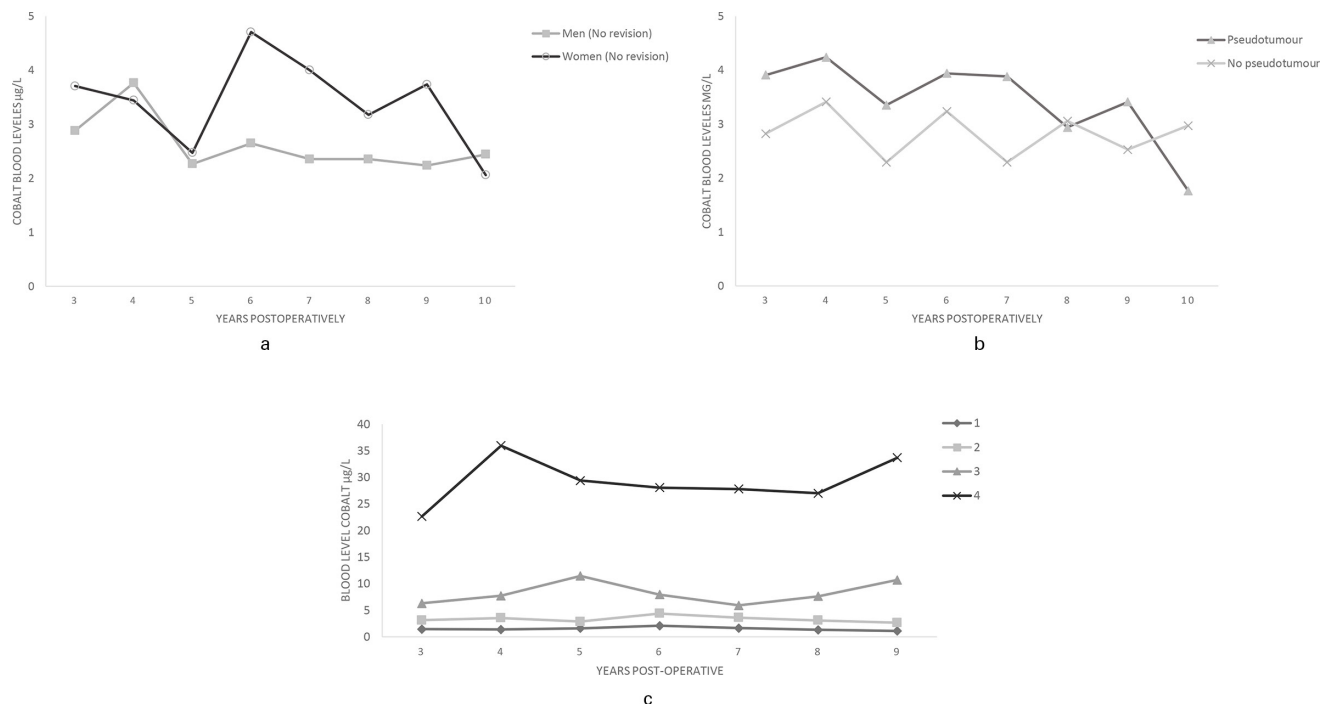 COBALT BLOOD LEVELES µg/L
5
4
3
2
1
0
3 4 5 6 7 8 9 10
YEARS POSTOPERATIVELY
Men (No revision)
Women (No revision)
a
COBALT BLOOD LEVELES MG/L
5
4
3
2
1
0
3 4 5 6 7 8 9 10
YEARS POSTOPERATIVELY
Pseudotumour
No pseudotumour
b
BLOOD LEVEL COBALT µg/L
40
35
30
25
20
15
10
5
0
3 4 5 6 7 8 9
YEARS POST-OPERATIVE
1
2
3
4
c